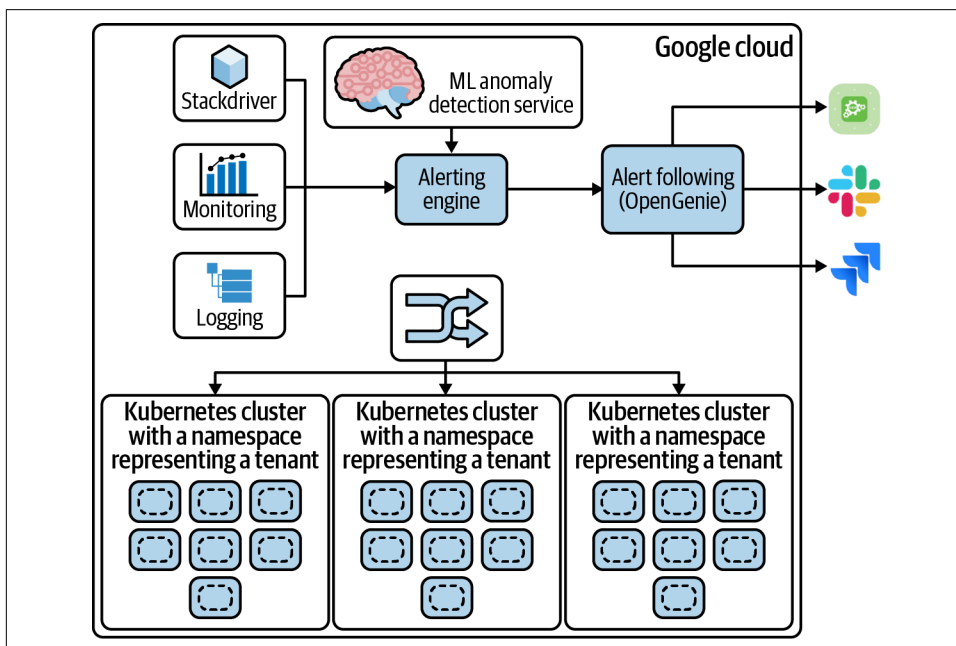 Google cloud
Stackdriver
ML anomaly
detection service
Monitoring
Alerting
engine
Alert following
(OpenGenie)
Logging
Kubernetes cluster
with a namespace
representing a tenant
Kubernetes cluster
with a namespace
representing a tenant
Kubernetes cluster
with a namespace
representing a tenant